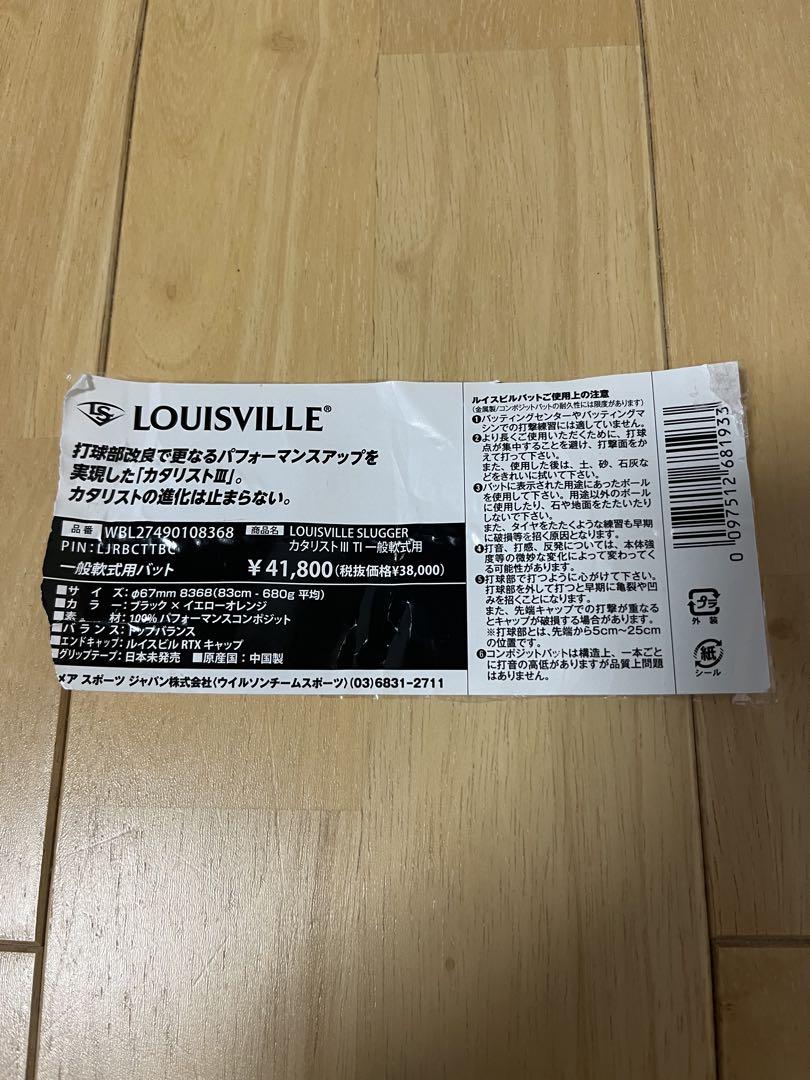 LS LOUISVILLE®
打球部改良で更なるパフォーマンスアップを
実現した「カタリストⅢ」。
カタリストの進化は止まらない。
品番 WBL27490108368 商品名 LOUISVILLE SLUGGER
PIN:LJRBCTTBC カタリストⅢ TI 一般軟式用
一般軟式用バット ¥41,800(税抜価格¥38,000)
■サイズ:φ67mm 8368(83cm - 680g 平均)
■カラー:ブラック×イエローオレンジ
■素材:100% パフォーマンスコンポジット
■バランス:トップバランス
■エンドキャップ:ルイスビル RTX キャップ
■グリップテープ:日本未発売 ■原産国:中国製
メア スポーツ ジャパン株式会社〈ウイルソンチームスポーツ〉(03)6831-2711
ルイスビルバットご使用上の注意
(金属製/コンポジットバットの耐久性には限度があります)
❶バッティングセンターやバッティングマ
シンでの打撃練習には適していません。
❷より長くご使用いただくために、打球
点が集中することを避け、打撃面をか
えて打って下さい。
また、使用した後は、土、砂、石灰な
どをきれいに拭いて下さい。
❸バットに表示された用途にあったボール
を使用して下さい。用途以外のボール
に使用したり、石や地面をたたいたり
しないで下さい。
また、タイヤをたたくような練習も早期
に破損等を招く原因となります。
❹打音、打感、反発については、本体強
度等の微妙な変化によって変わってく
る可能性があります。
❺打球部で打つように心がけて下さい。
打球部を外して打つと早期に亀裂や凹
みを招くことになります。
また、先端キャップでの打撃が重なる
とキャップが破損する場合があります。
※打球部とは、先端から5cm〜25cm
の位置です。
❻コンポジットバットは構造上、一本ごと
に打音の高低がありますが品質上問題
はありません。
0 097512 681933
プラ
外装
紙
シール